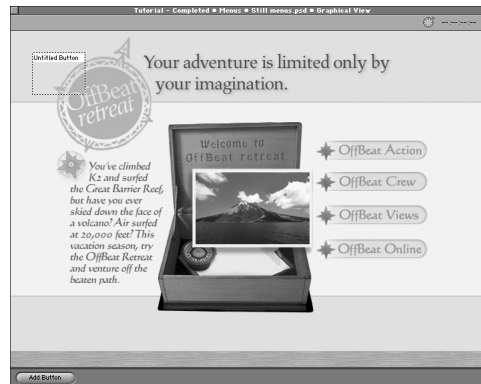 Tutorial – Completed • Menus • Still menus.psd • Graphical View
--:--:--:--
Untitled Button
Your adventure is limited only by
your imagination.
OffBeat
retreat
Welcome to
OffBeat retreat
You've climbed
K2 and surfed
the Great Barrier Reef,
but have you ever
skied down the face of
a volcano? Air surfed
at 20,000 feet? This
vacation season, try
the OffBeat Retreat
and venture off the
beaten path.
OffBeat Action
OffBeat Crew
OffBeat Views
OffBeat Online
Add Button